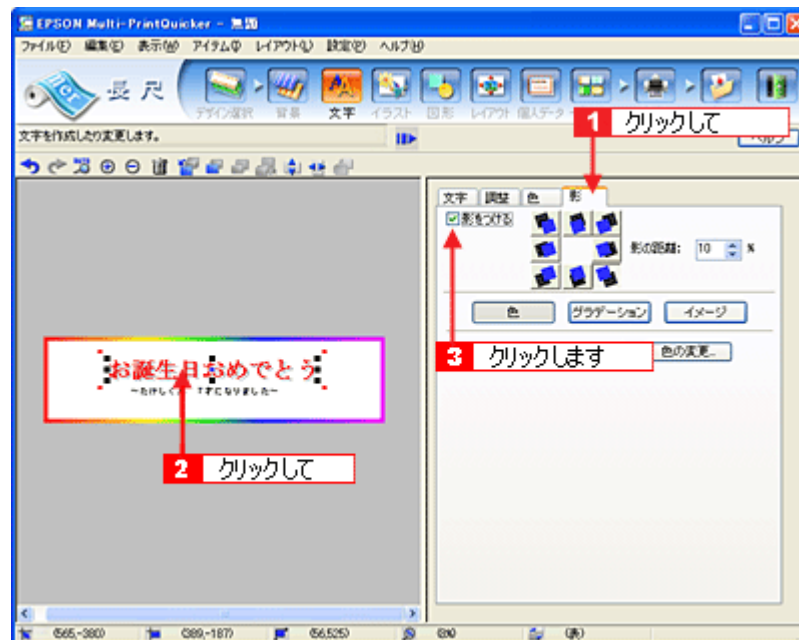 EPSON Multi-PrintQuicker - 無題
ファイル(F) 編集(E) 表示(W) アイテム(I) レイアウト(L) 設定(P) ヘルプ(H)
長尺
デザイン選択 背景 文字 イラスト 図形 レイアウト 個人データ
文字を作成したり変更します。
ヘルプ
1 クリックして
文字 調整 色 影
影をつける
影の距離: 10 %
色 グラデーション イメージ
3 クリックします
色の変更...
お誕生日おめでとう
2 クリックして
(565,-380) (389,-187) (56,525)